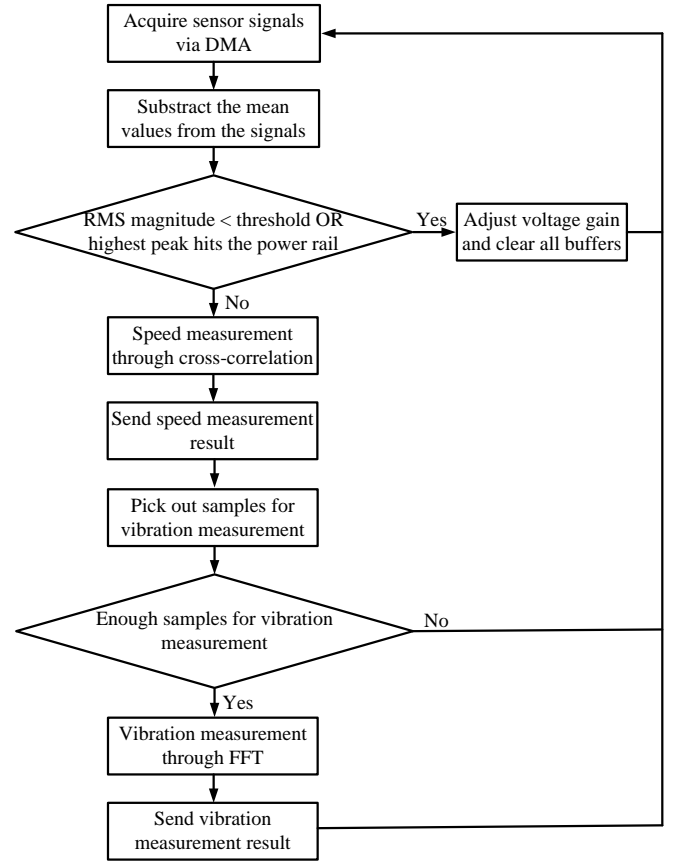 Acquire sensor signals
via DMA
Substract the mean
values from the signals
RMS magnitude < threshold OR
highest peak hits the power rail
Yes
Adjust voltage gain
and clear all buffers
No
Speed measurement
through cross-correlation
Send speed measurement
result
Pick out samples for
vibration measurement
Enough samples for vibration
measurement
No
Yes
Vibration measurement
through FFT
Send vibration
measurement result